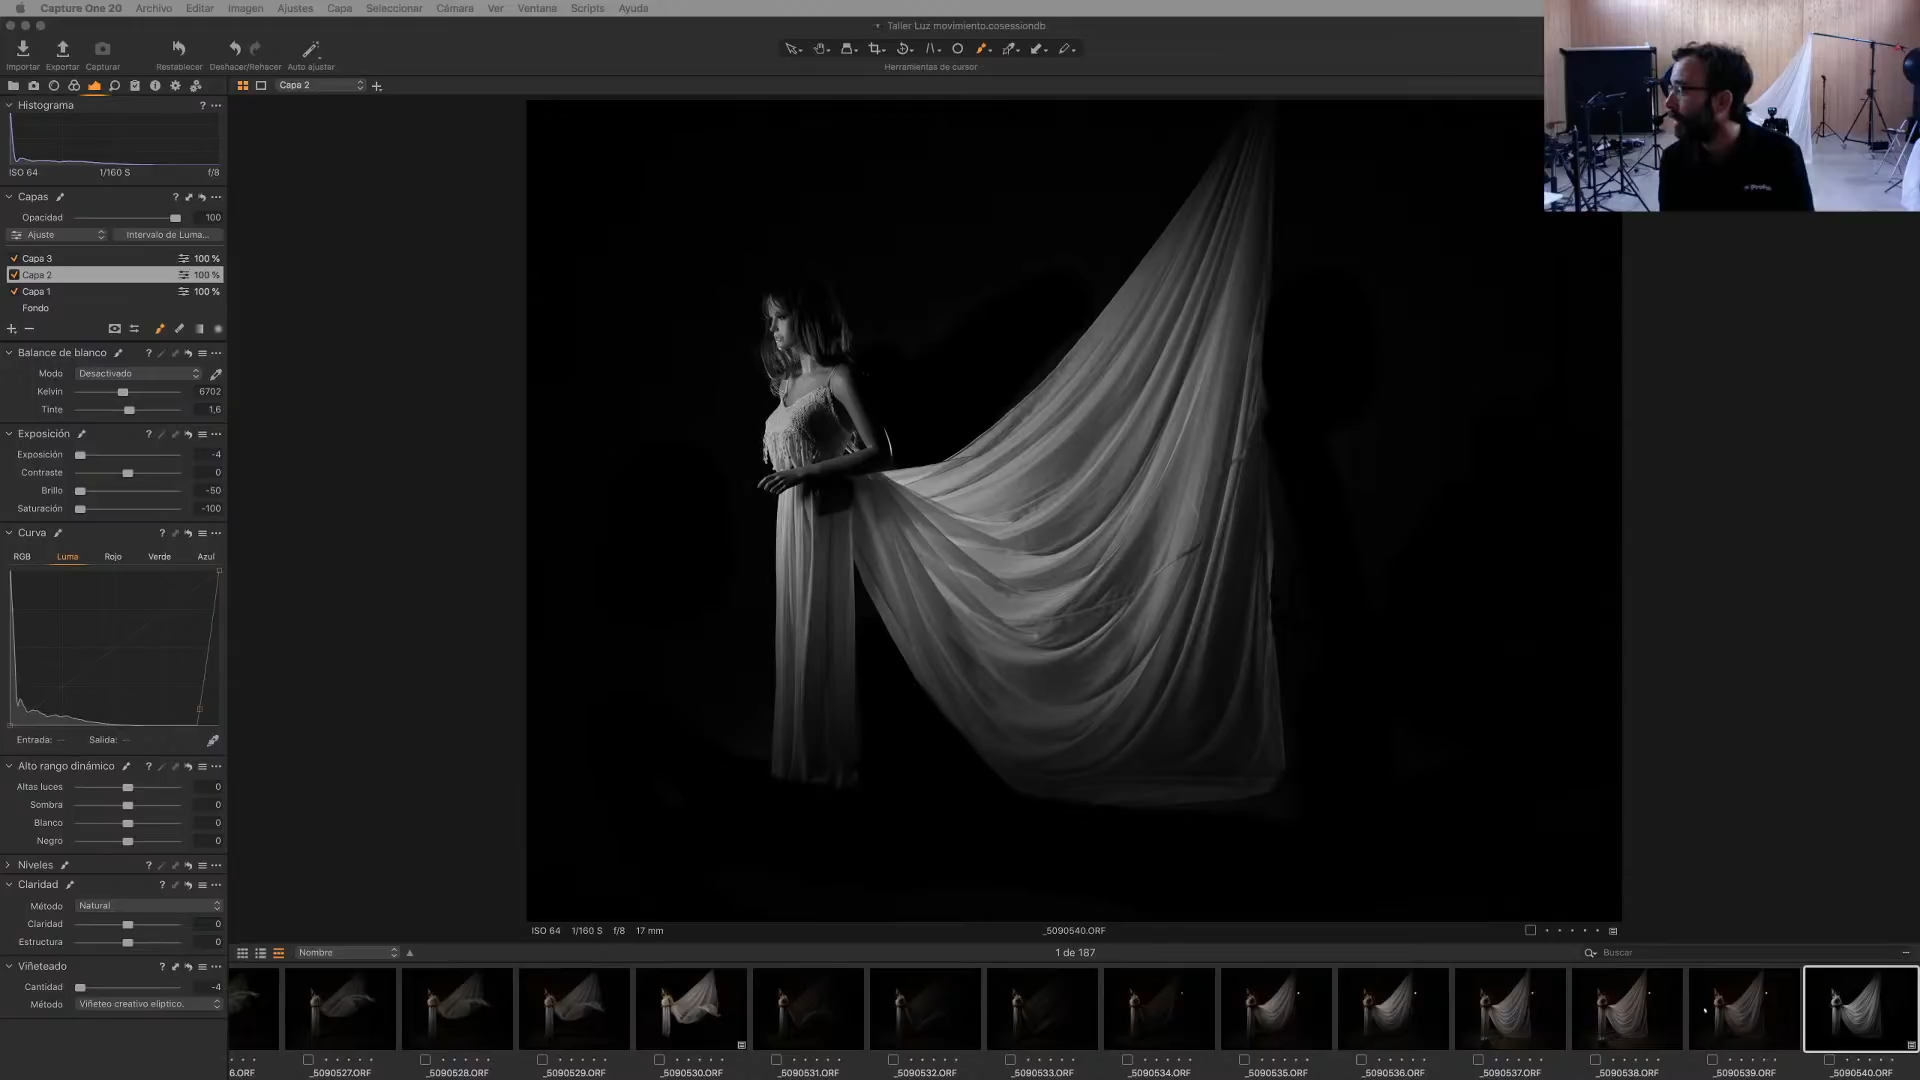 Capture One 20 Archivo Editar Imagen Ajustes Capa Seleccionar Cámara Ver Ventana Scripts Ayuda
Taller Luz movimiento.cosessiondb
Importar Exportar Capturar Restablecer Deshacer/Rehacer Auto ajustar
Herramientas de cursor
Capa 2
Histograma
ISO 64 1/160 S f/8
Capas
Opacidad 100
Ajuste Intervalo de Luma...
Capa 3 100 %
Capa 2 100 %
Capa 1 100 %
Fondo
Balance de blanco
Modo Desactivado
Kelvin 6702
Tinte 1,6
Exposición
Exposición -4
Contraste 0
Brillo -50
Saturación -100
Curva
RGB Luma Rojo Verde Azul
Entrada: -- Salida: --
Alto rango dinámico
Altas luces 0
Sombra 0
Blanco 0
Negro 0
Niveles
Claridad
Método Natural
Claridad 0
Estructura 0
Viñeteado
Cantidad -4
Método Viñeteo creativo elíptico.
ISO 64 1/160 S f/8 17 mm _5090540.ORF
Nombre 1 de 187 Buscar
6.ORF _5090527.ORF _5090528.ORF _5090529.ORF _5090530.ORF _5090531.ORF _5090532.ORF _5090533.ORF _5090534.ORF _5090535.ORF _5090536.ORF _5090537.ORF _5090538.ORF _5090539.ORF _5090540.ORF